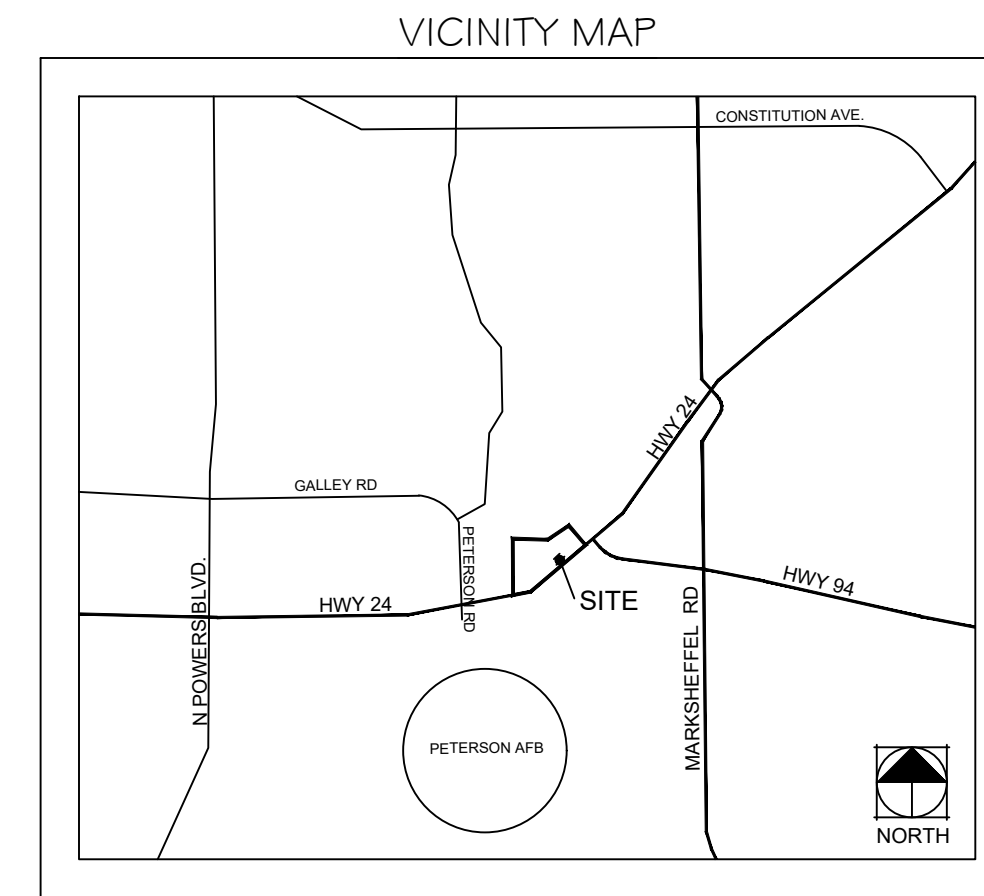 VICINITY MAP
CONSTITUTION AVE.
HWY 24
GALLEY RD
PETERSON RD
N POWERS BLVD.
HWY 24
SITE
HWY 94
MARKSHEFFEL RD
PETERSON AFB
NORTH